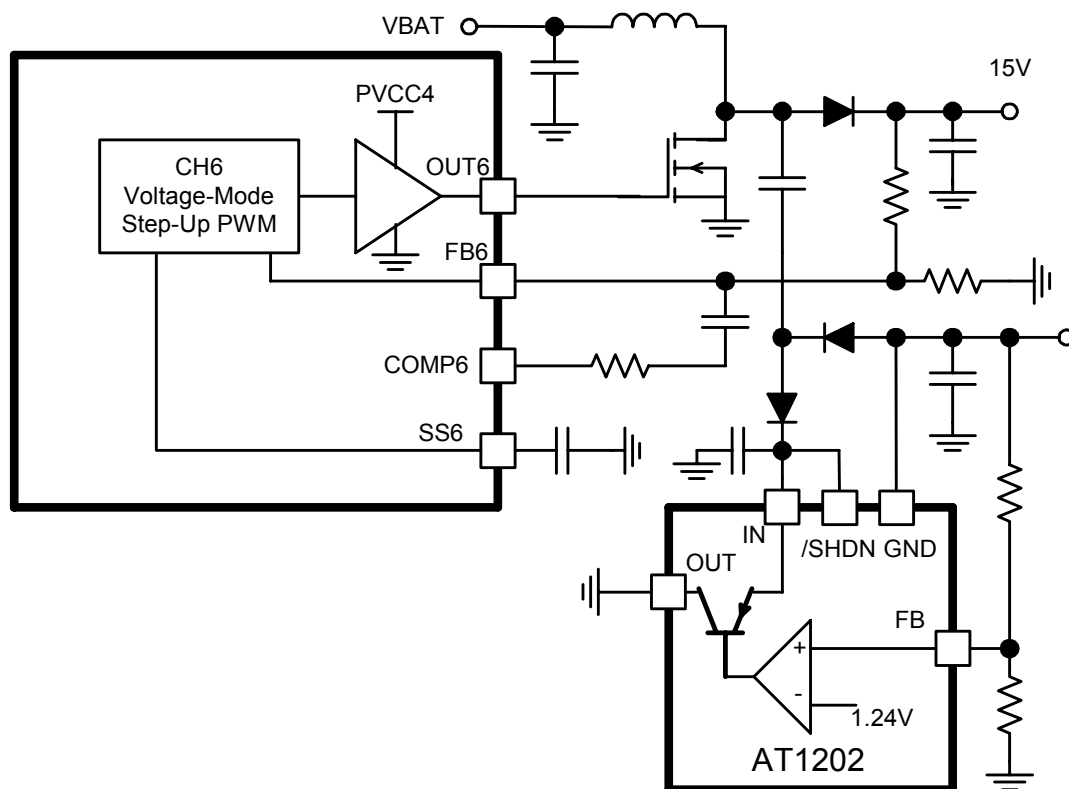 VBAT
15V
PVCC4
CH6
Voltage-Mode
Step-Up PWM
OUT6
FB6
COMP6
SS6
IN
/SHDN GND
OUT
FB
+
-
1.24V
AT1202